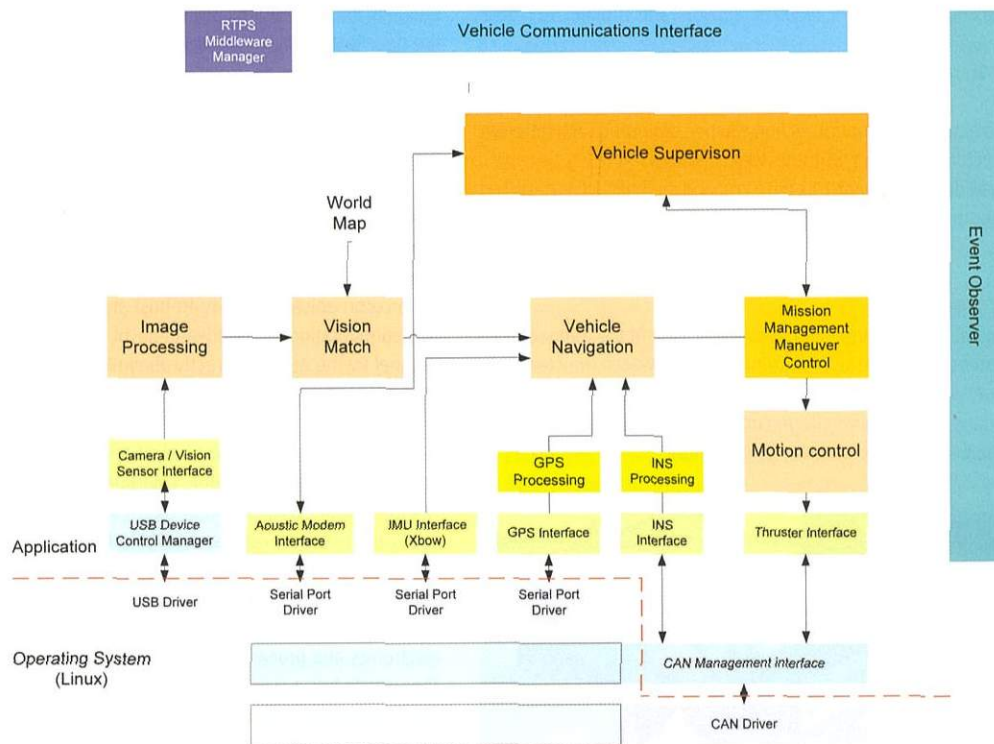 RTPS
Middleware
Manager
Vehicle Communications Interface
Event Observer
Vehicle Supervison
World
Map
Image
Processing
Vision
Match
Vehicle
Navigation
Mission
Management
Maneuver
Control
Camera / Vision
Sensor Interface
GPS
Processing
INS
Processing
Motion control
Application
USB Device
Control Manager
Aoustic Modem
Interface
IMU Interface
(Xbow)
GPS Interface
INS
Interface
Thruster Interface
USB Driver
Serial Port
Driver
Serial Port
Driver
Serial Port
Driver
Operating System
(Linux)
CAN Management interface
CAN Driver